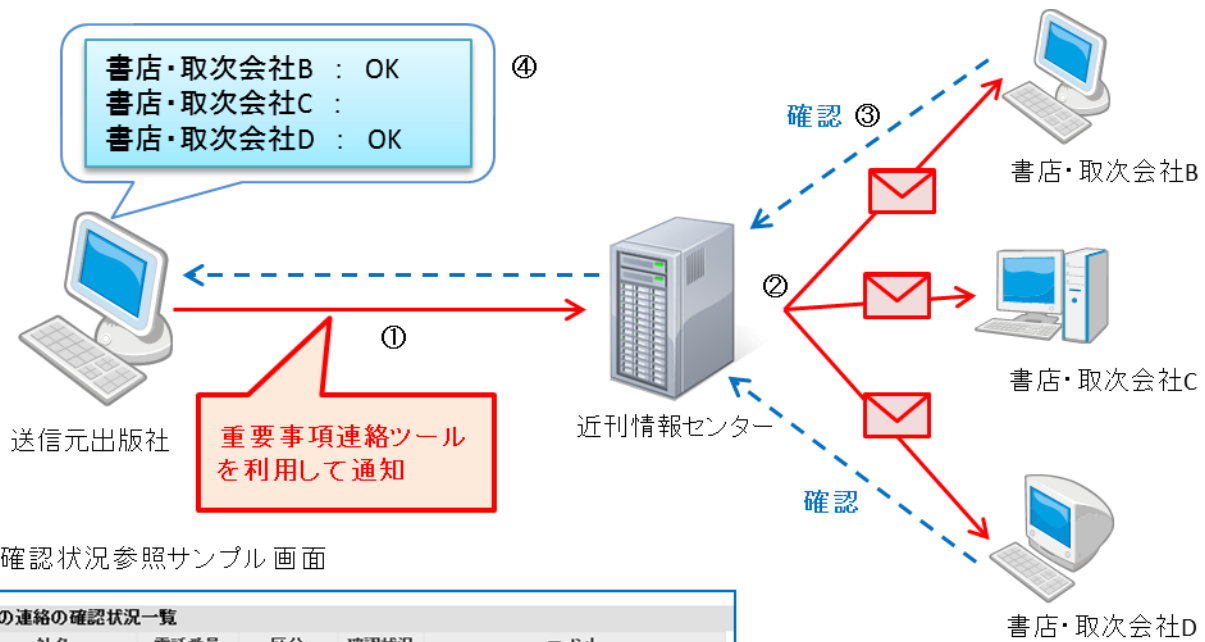 書店・取次会社B : OK
書店・取次会社C :
書店・取次会社D : OK
④
確認 ③
書店・取次会社B
②
①
書店・取次会社C
送信元出版社
重要事項連絡ツール
を利用して通知
近刊情報センター
確認
書店・取次会社D
確認状況参照サンプル画面
の連絡の確認状況一覧